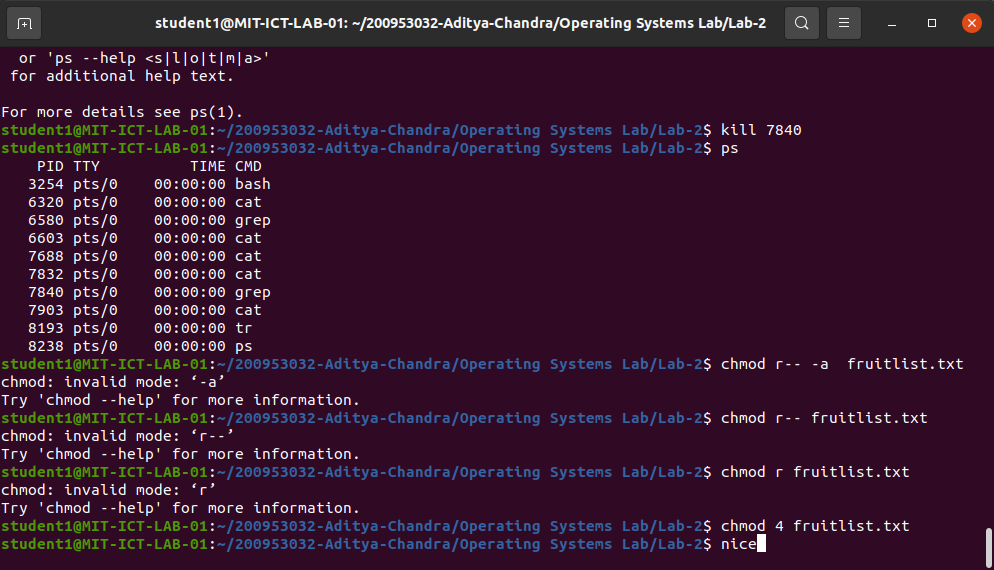 student1@MIT-ICT-LAB-01: ~/200953032-Aditya-Chandra/Operating Systems Lab/Lab-2
  or 'ps --help <s|l|o|t|m|a>'
 for additional help text.

For more details see ps(1).
student1@MIT-ICT-LAB-01:~/200953032-Aditya-Chandra/Operating Systems Lab/Lab-2$ kill 7840
student1@MIT-ICT-LAB-01:~/200953032-Aditya-Chandra/Operating Systems Lab/Lab-2$ ps
    PID TTY          TIME CMD
   3254 pts/0    00:00:00 bash
   6320 pts/0    00:00:00 cat
   6580 pts/0    00:00:00 grep
   6603 pts/0    00:00:00 cat
   7688 pts/0    00:00:00 cat
   7832 pts/0    00:00:00 cat
   7840 pts/0    00:00:00 grep
   7903 pts/0    00:00:00 cat
   8193 pts/0    00:00:00 tr
   8238 pts/0    00:00:00 ps
student1@MIT-ICT-LAB-01:~/200953032-Aditya-Chandra/Operating Systems Lab/Lab-2$ chmod r-- -a  fruitlist.txt
chmod: invalid mode: ‘-a’
Try 'chmod --help' for more information.
student1@MIT-ICT-LAB-01:~/200953032-Aditya-Chandra/Operating Systems Lab/Lab-2$ chmod r-- fruitlist.txt
chmod: invalid mode: ‘r--’
Try 'chmod --help' for more information.
student1@MIT-ICT-LAB-01:~/200953032-Aditya-Chandra/Operating Systems Lab/Lab-2$ chmod r fruitlist.txt
chmod: invalid mode: ‘r’
Try 'chmod --help' for more information.
student1@MIT-ICT-LAB-01:~/200953032-Aditya-Chandra/Operating Systems Lab/Lab-2$ chmod 4 fruitlist.txt
student1@MIT-ICT-LAB-01:~/200953032-Aditya-Chandra/Operating Systems Lab/Lab-2$ nice